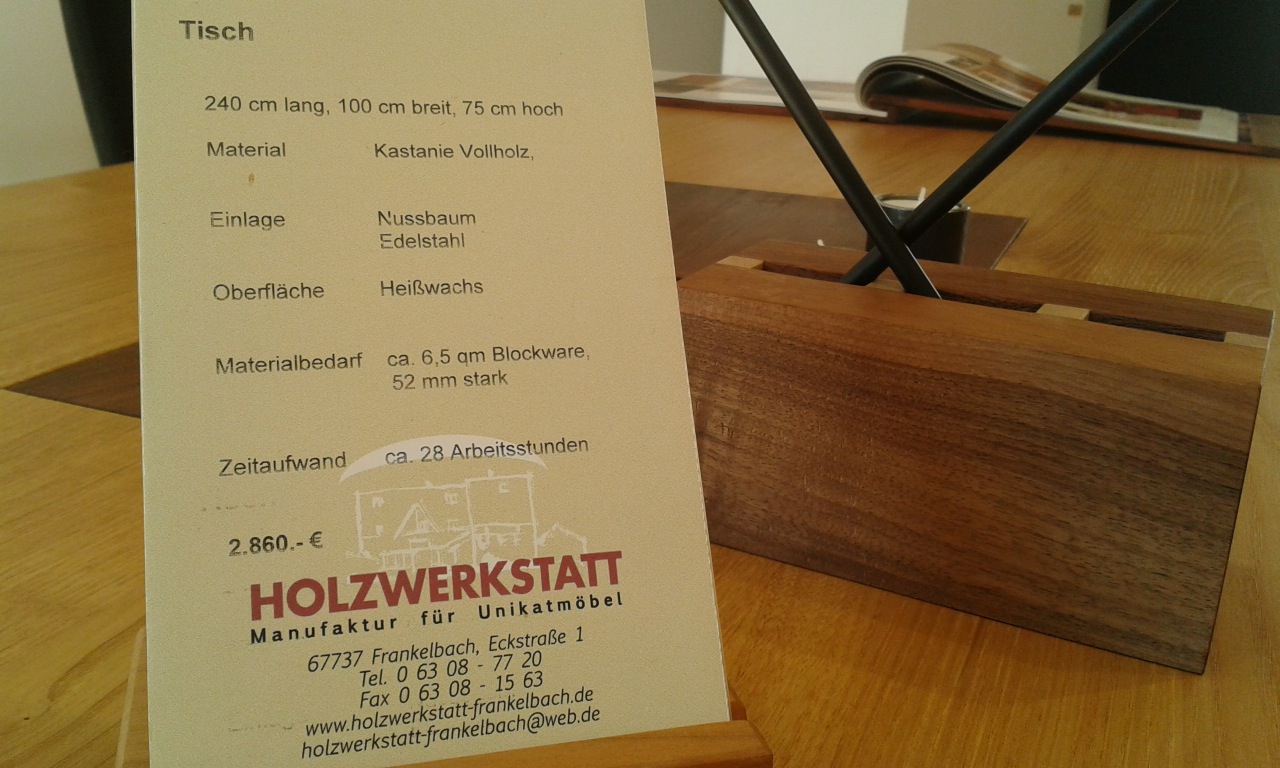 Tisch
240 cm lang, 100 cm breit, 75 cm hoch
Material Kastanie Vollholz,
Einlage Nussbaum
Edelstahl
Oberfläche Heißwachs
Materialbedarf ca. 6,5 qm Blockware,
52 mm stark
Zeitaufwand ca. 28 Arbeitsstunden
2.860.- €
HOLZWERKSTATT
Manufaktur für Unikatmöbel
67737 Frankelbach, Eckstraße 1
Tel. 0 63 08 - 77 20
Fax 0 63 08 - 15 63
www.holzwerkstatt-frankelbach.de
holzwerkstatt-frankelbach@web.de